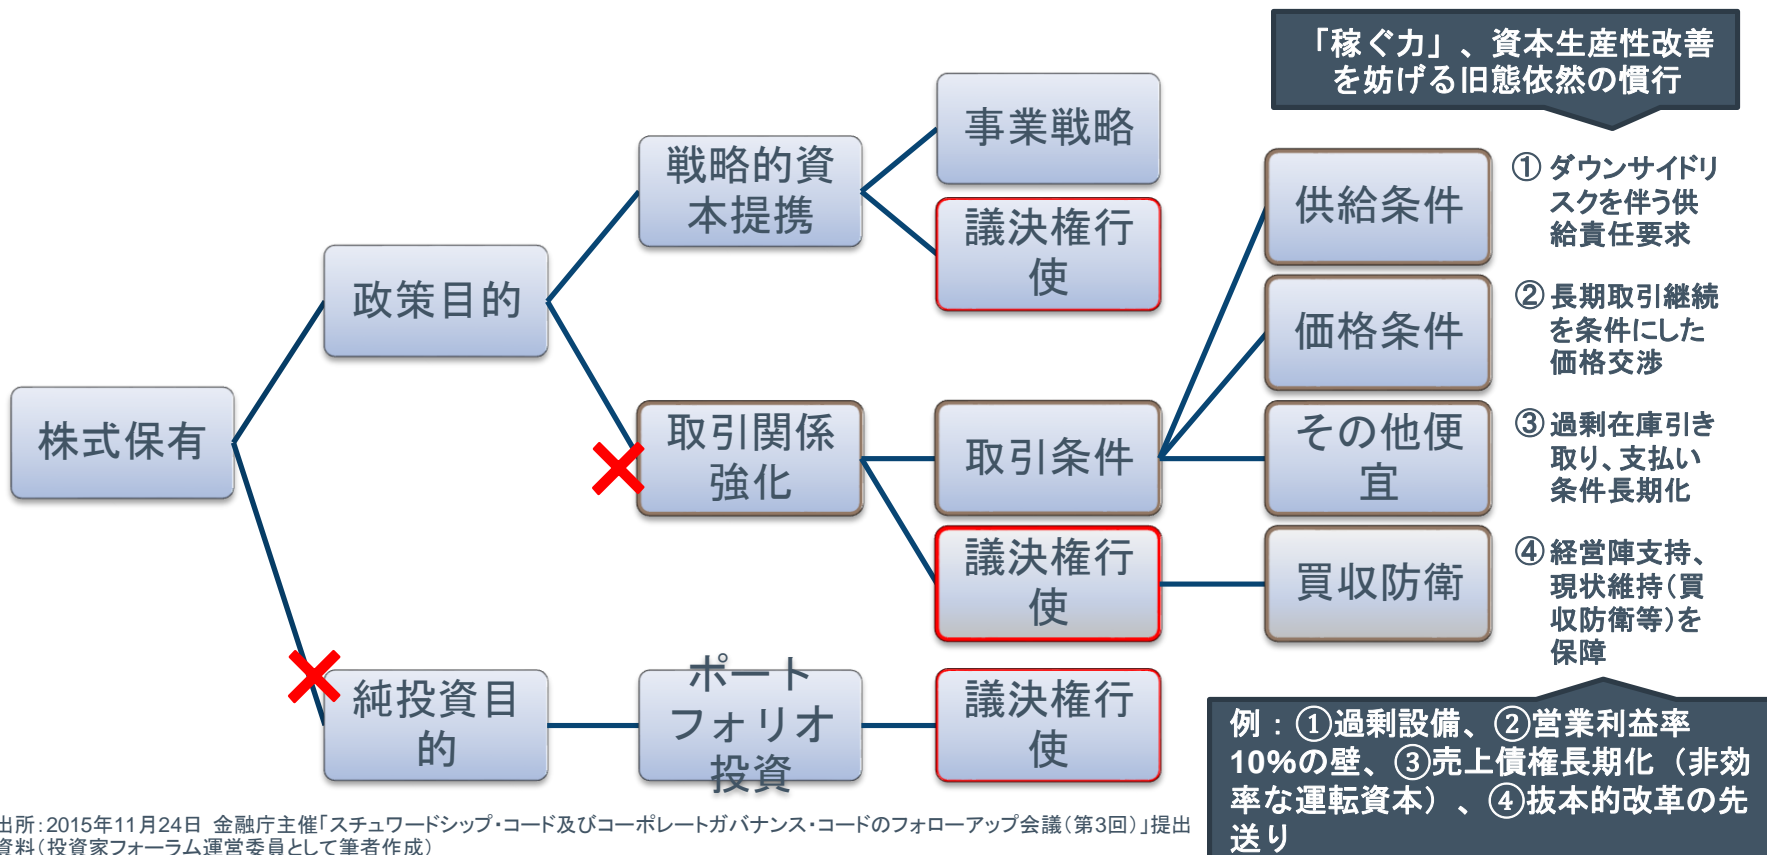 「稼ぐ力」、資本生産性改善
を妨げる旧態依然の慣行
株式保有
政策目的
純投資目
的
戦略的資
本提携
取引関係
強化
ポート
フォリオ
投資
事業戦略
議決権行
使
取引条件
議決権行
使
議決権行
使
供給条件
価格条件
その他便
宜
買収防衛
① ダウンサイドリ
スクを伴う供
給責任要求
② 長期取引継続
を条件にした
価格交渉
③ 過剰在庫引き
取り、支払い
条件長期化
④ 経営陣支持、
現状維持（買
収防衛等）を
保障
例：①過剰設備、②営業利益率
10%の壁、③売上債権長期化（非効
率な運転資本）、④抜本的改革の先
送り
出所：2015年11月24日 金融庁主催「スチュワードシップ・コード及びコーポレートガバナンス・コードのフォローアップ会議（第3回）」提出
資料（投資家フォーラム運営委員として筆者作成）